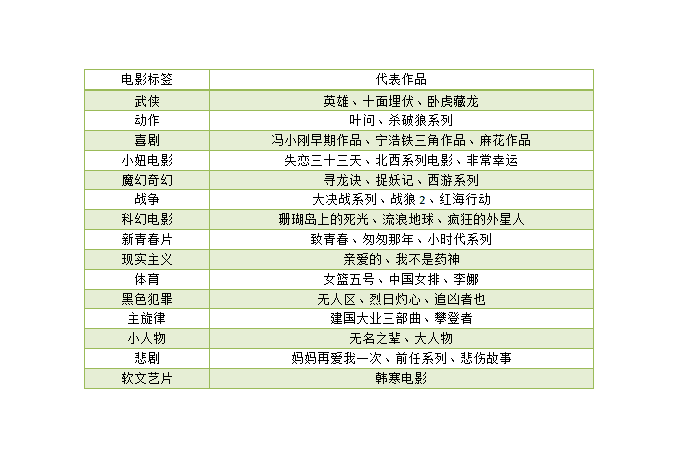 电影标签 代表作品
武侠 英雄、十面埋伏、卧虎藏龙
动作 叶问、杀破狼系列
喜剧 冯小刚早期作品、宁浩铁三角作品、麻花作品
小妞电影 失恋三十三天、北西系列电影、非常幸运
魔幻奇幻 寻龙诀、捉妖记、西游系列
战争 大决战系列、战狼 2、红海行动
科幻电影 珊瑚岛上的死光、流浪地球、疯狂的外星人
新青春片 致青春、匆匆那年、小时代系列
现实主义 亲爱的、我不是药神
体育 女篮五号、中国女排、李娜
黑色犯罪 无人区、烈日灼心、追凶者也
主旋律 建国大业三部曲、攀登者
小人物 无名之辈、大人物
悲剧 妈妈再爱我一次、前任系列、悲伤故事
软文艺片 韩寒电影